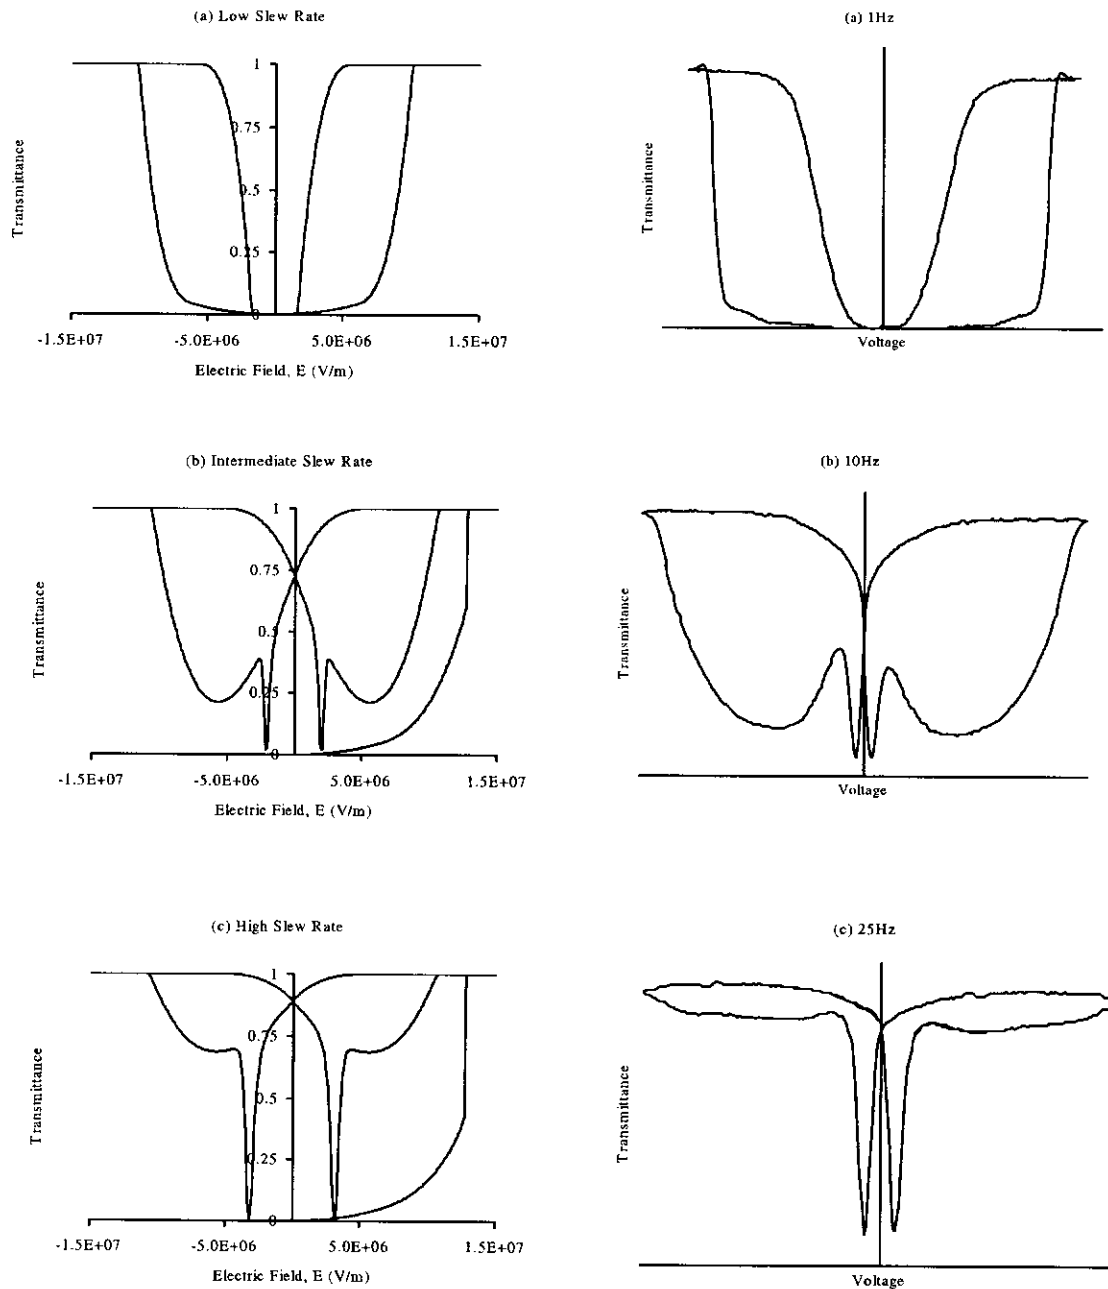 (a) Low Slew Rate
1
0.75
0.5
0.25
0
Transmittance
-1.5E+07 -5.0E+06 5.0E+06 1.5E+07
Electric Field, E (V/m)
(a) 1Hz
Transmittance
Voltage
(b) Intermediate Slew Rate
1
0.75
0.5
0.25
0
Transmittance
-1.5E+07 -5.0E+06 5.0E+06 1.5E+07
Electric Field, E (V/m)
(b) 10Hz
Transmittance
Voltage
(c) High Slew Rate
1
0.75
0.5
0.25
0
Transmittance
-1.5E+07 -5.0E+06 5.0E+06 1.5E+07
Electric Field, E (V/m)
(c) 25Hz
Transmittance
Voltage